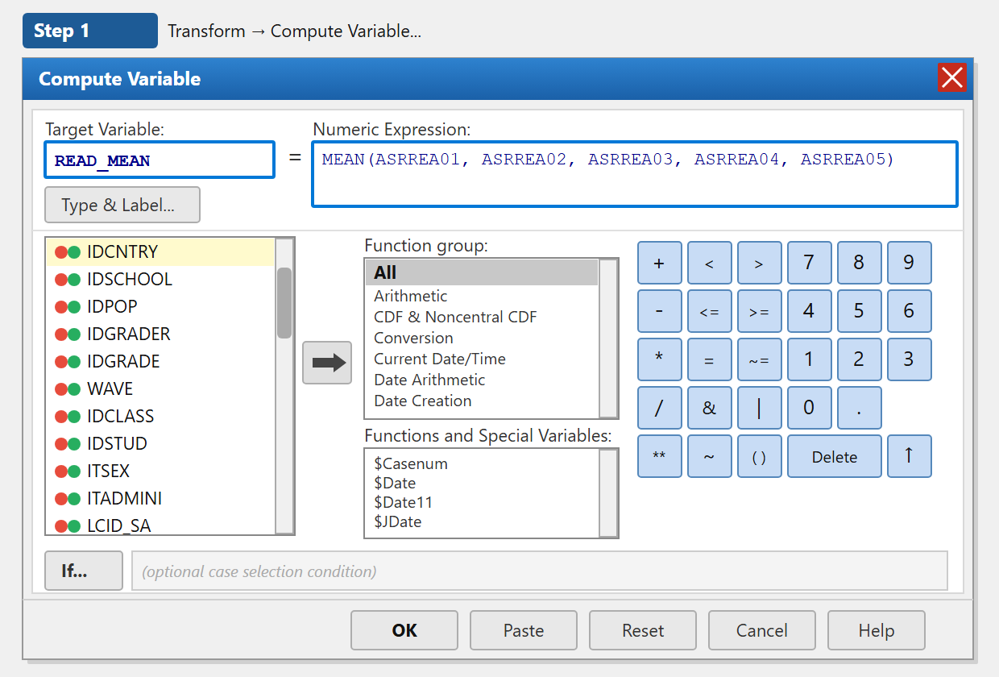 Step 1
Transform → Compute Variable...
Compute Variable
Target Variable:
Numeric Expression:
READ_MEAN
=
MEAN(ASRREA01, ASRREA02, ASRREA03, ASRREA04, ASRREA05)
Type & Label...
IDCNTRY
IDSCHOOL
IDPOP
IDGRADER
IDGRADE
WAVE
IDCLASS
IDSTUD
ITSEX
ITADMINI
LCID_SA
Function group:
All
Arithmetic
CDF & Noncentral CDF
Conversion
Current Date/Time
Date Arithmetic
Date Creation
Functions and Special Variables:
$Casenum
$Date
$Date11
$JDate
+ < > 7 8 9
- <= >= 4 5 6
* = ~= 1 2 3
/ & | 0 .
** ~ () Delete ↑
If... (optional case selection condition)
OK Paste Reset Cancel Help